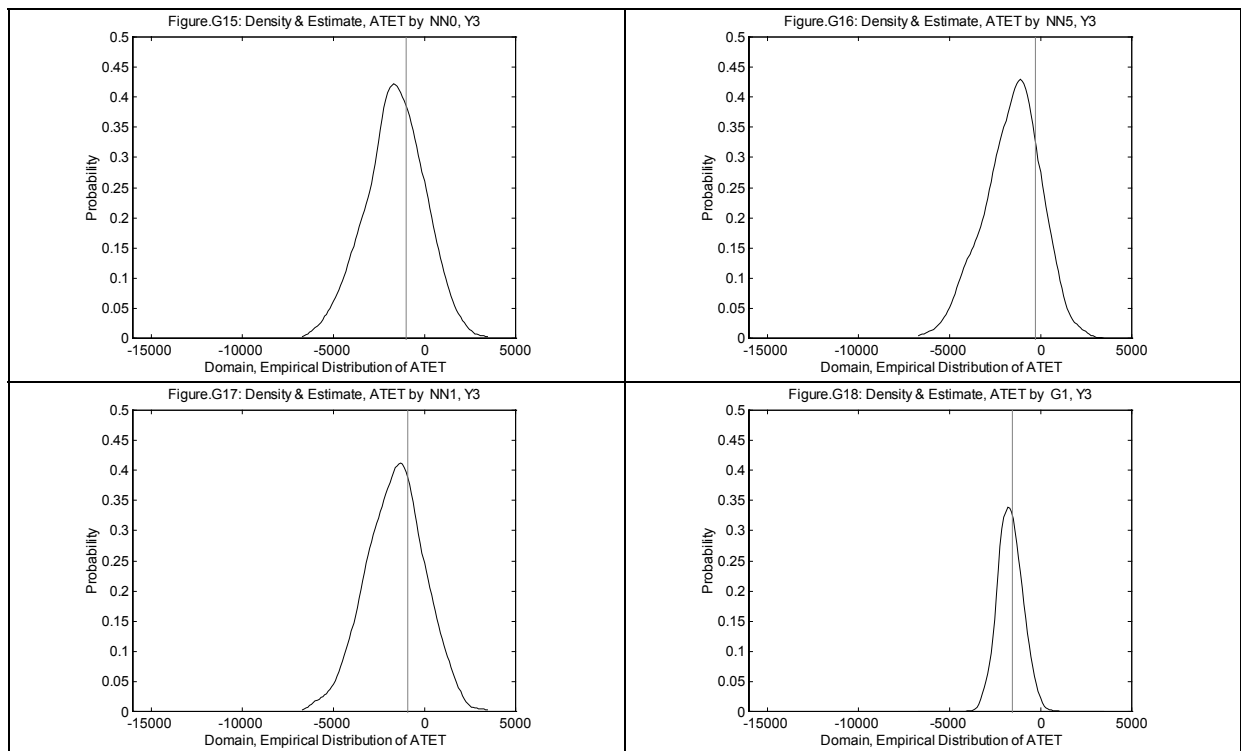 Figure.G15: Density & Estimate, ATET by NN0, Y3
0.5
0.45
0.4
0.35
0.3
0.25
0.2
0.15
0.1
0.05
0
Probability
-15000 -10000 -5000 0 5000
Domain, Empirical Distribution of ATET
Figure.G16: Density & Estimate, ATET by NN5, Y3
0.5
0.45
0.4
0.35
0.3
0.25
0.2
0.15
0.1
0.05
0
Probability
-15000 -10000 -5000 0 5000
Domain, Empirical Distribution of ATET
Figure.G17: Density & Estimate, ATET by NN1, Y3
0.5
0.45
0.4
0.35
0.3
0.25
0.2
0.15
0.1
0.05
0
Probability
-15000 -10000 -5000 0 5000
Domain, Empirical Distribution of ATET
Figure.G18: Density & Estimate, ATET by G1, Y3
0.5
0.45
0.4
0.35
0.3
0.25
0.2
0.15
0.1
0.05
0
Probability
-15000 -10000 -5000 0 5000
Domain, Empirical Distribution of ATET